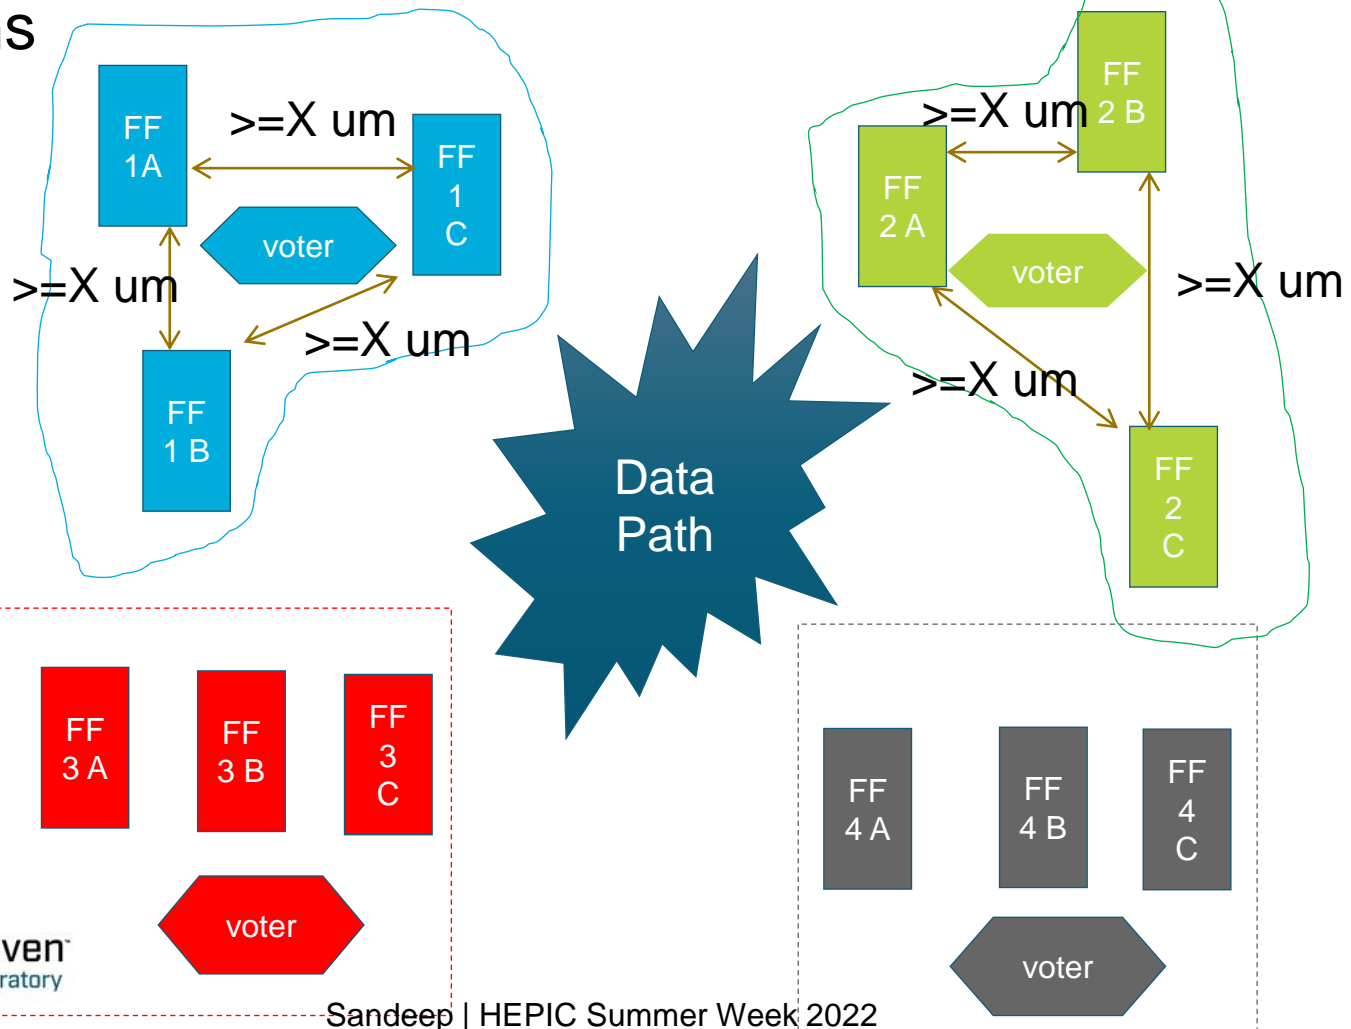 FF
1A
>=X um
FF
1
C
voter
>=X um
>=X um
FF
1 B
FF
2 B
>=X um
FF
2 A
voter
>=X um
>=X um
FF
2
C
Data
Path
FF
3 A
FF
3 B
FF
3
C
voter
FF
4 A
FF
4 B
FF
4
C
voter
Sandeep | HEPIC Summer Week 2022